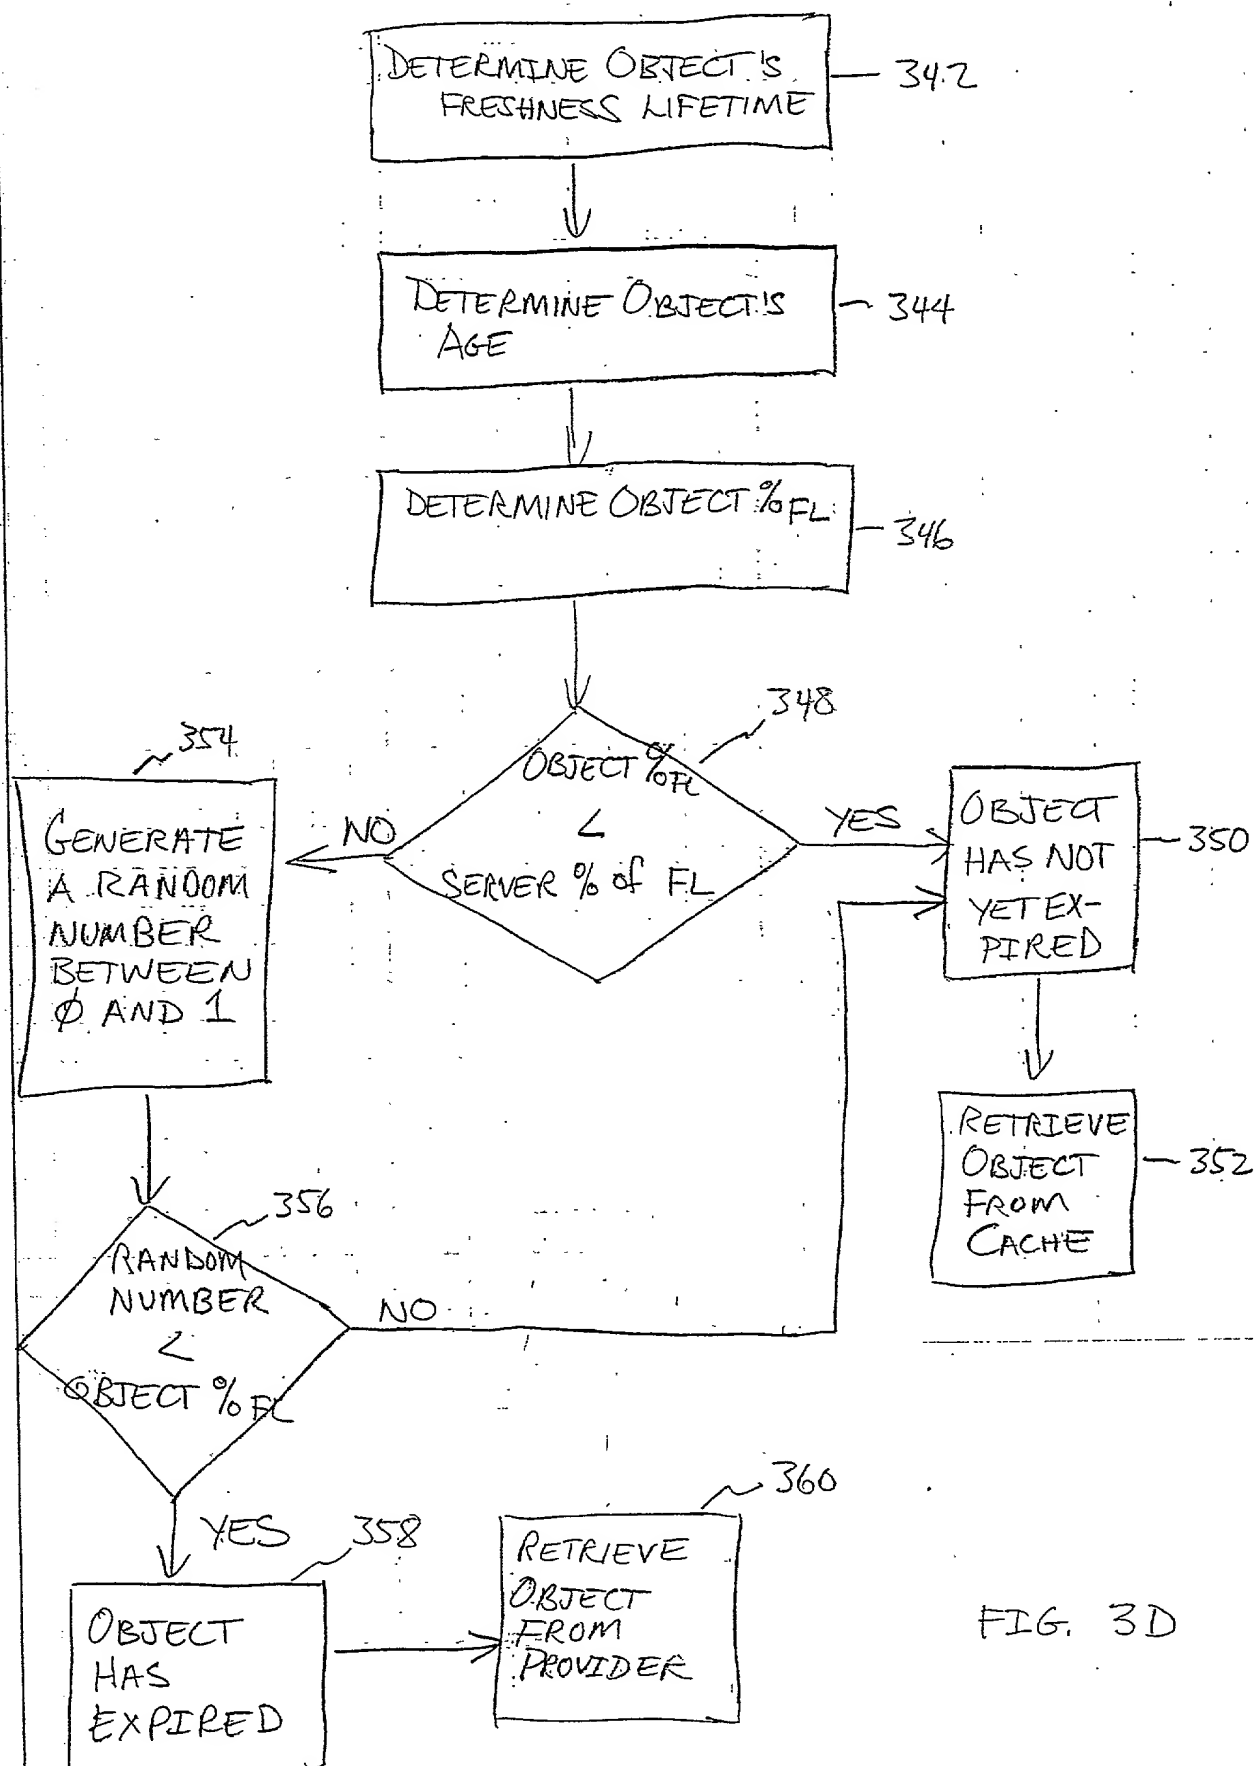 DETERMINE OBJECT'S
FRESHNESS LIFETIME
342
DETERMINE OBJECT'S
AGE
344
DETERMINE OBJECT %FL
346
348
OBJECT %FL
<
SERVER % of FL
NO
YES
354
GENERATE
A RANDOM
NUMBER
BETWEEN
Ø AND 1
OBJECT
HAS NOT
YET EX-
PIRED
350
RETRIEVE
OBJECT
FROM
CACHE
352
356
RANDOM
NUMBER
<
OBJECT %FL
NO
YES
358
OBJECT
HAS
EXPIRED
360
RETRIEVE
OBJECT
FROM
PROVIDER
FIG. 3D